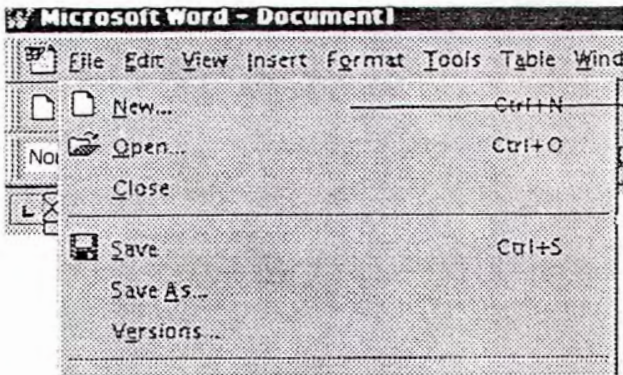 Microsoft Word - Document1
File Edit View Insert Format Tools Table Wind
New... Ctrl+N
Open... Ctrl+O
Close
Save Ctrl+S
Save As...
Versions...